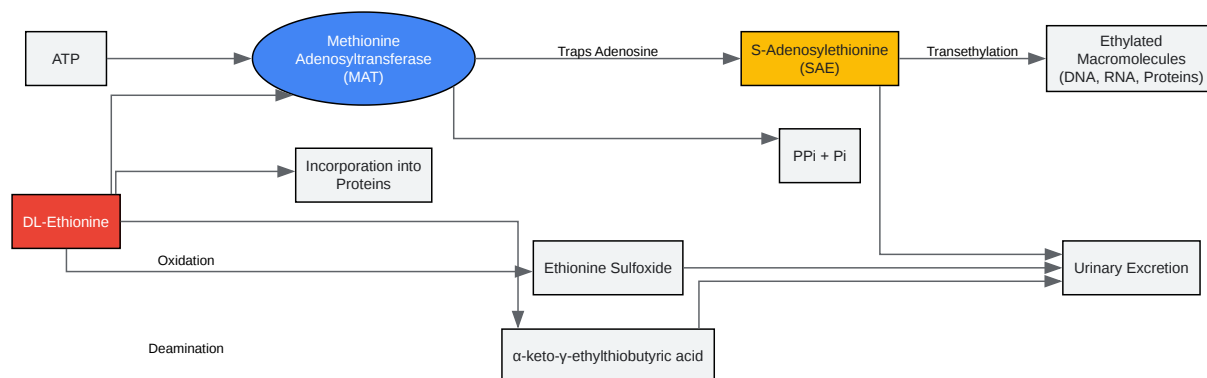 ATP
Methionine
Adenosyltransferase
(MAT)
Traps Adenosine
S-Adenosylethionine
(SAE)
Transethylation
Ethylated
Macromolecules
(DNA, RNA, Proteins)
PPi + Pi
Incorporation into
Proteins
DL-Ethionine
Oxidation
Ethionine Sulfoxide
Urinary Excretion
Deamination
α-keto-γ-ethylthiobutyric acid